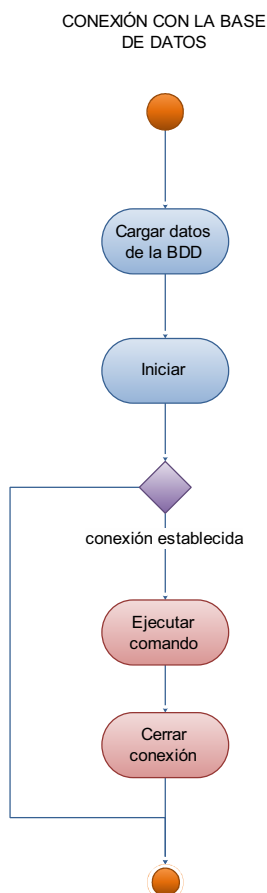 CONEXIÓN CON LA BASE
DE DATOS
Cargar datos
de la BDD
Iniciar
conexión establecida
Ejecutar
comando
Cerrar
conexión